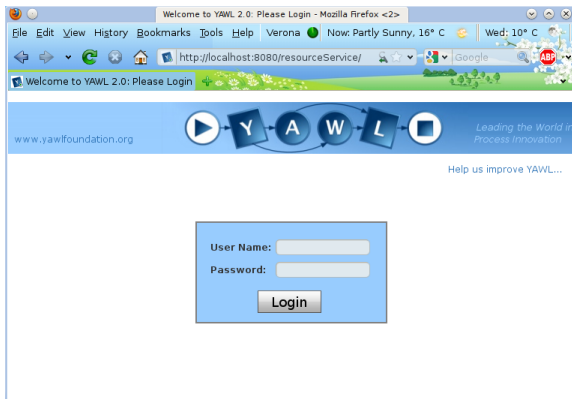 Welcome to YAWL 2.0: Please Login - Mozilla Firefox <2>
File Edit View History Bookmarks Tools Help Verona Now: Partly Sunny, 16° C Wed: 10° C
http://localhost:8080/resourceService/ Google ABP
Welcome to YAWL 2.0: Please Login
www.yawlfoundation.org
Y A W L
Leading the World in
Process Innovation
Help us improve YAWL...
User Name:
Password:
Login